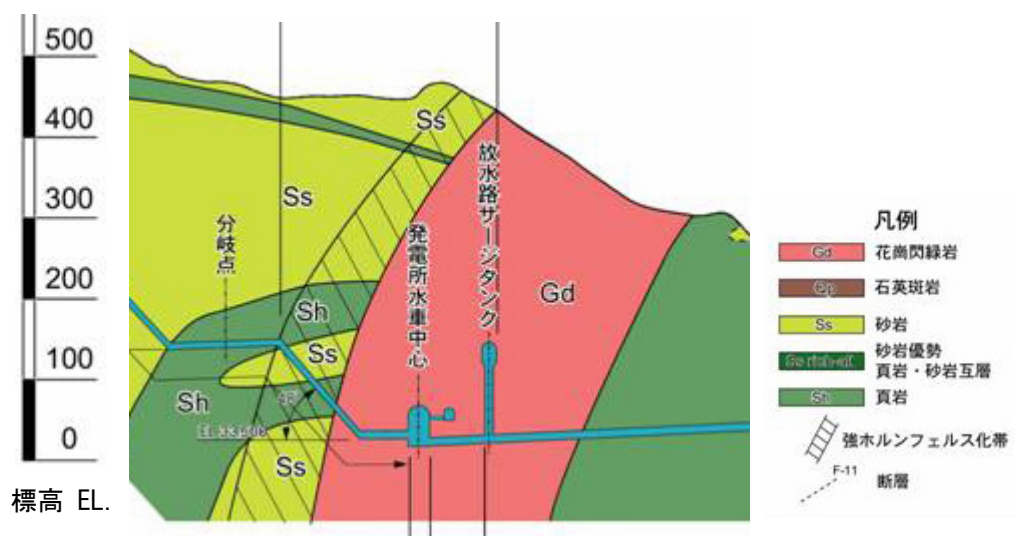 500
400
300
200
100
0
標高 EL.
Ss
Ss
分岐点
Sh
Ss
Sh
Ss
発電所水車中心
放水路サージタンク
Gd
凡例
Gd 花崗閃緑岩
Qp 石英斑岩
Ss 砂岩
Ss rich-al 砂岩優勢
頁岩・砂岩互層
Sh 頁岩
強ホルンフェルス化帯
F-11 断層